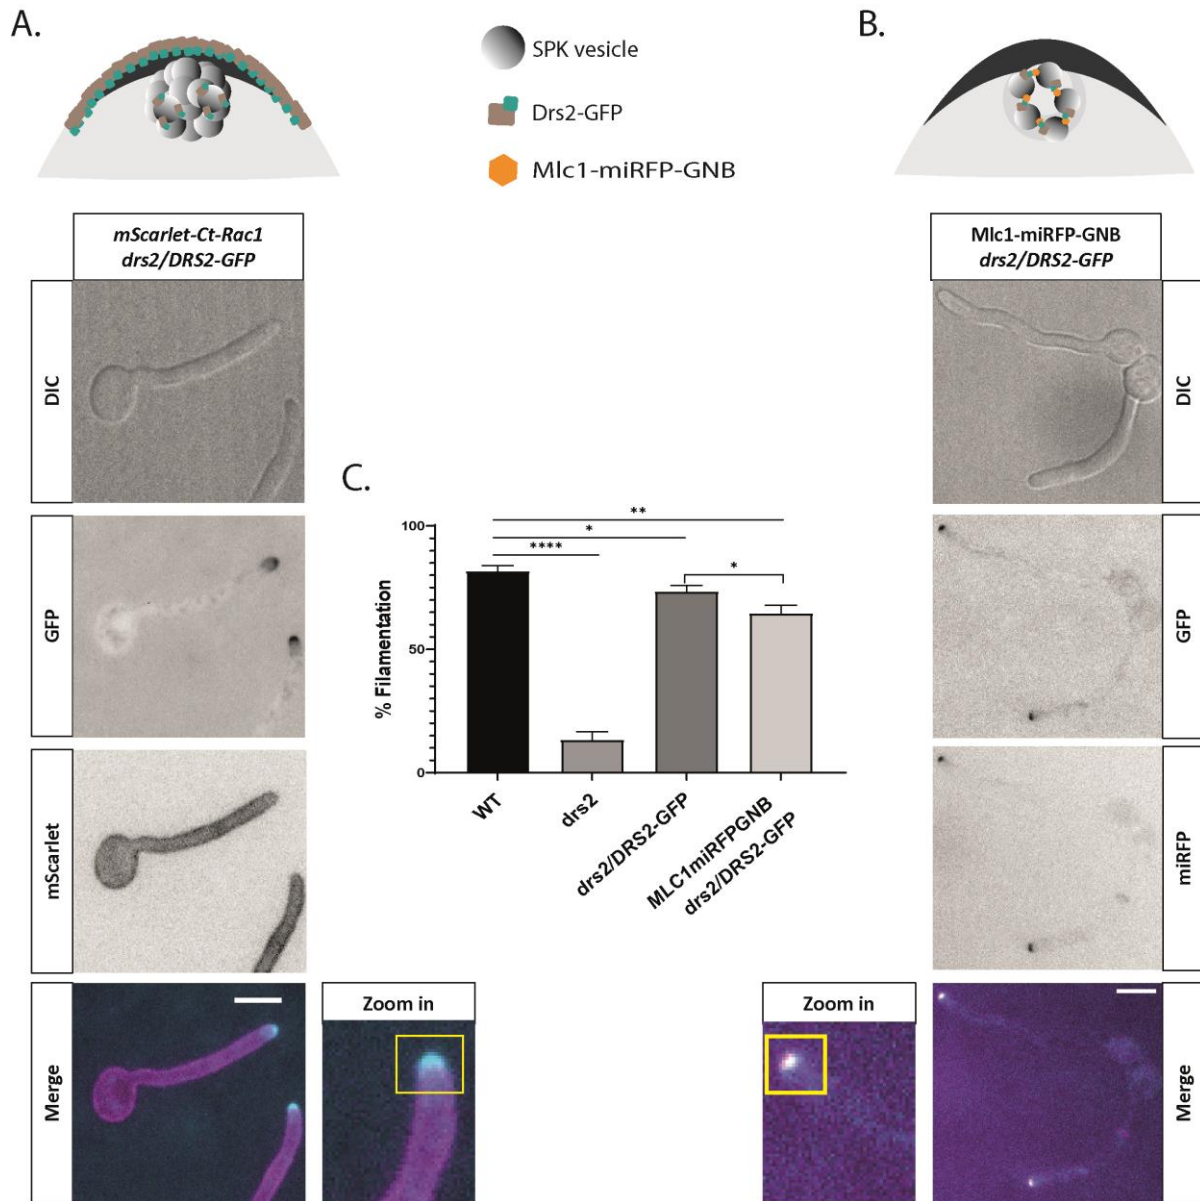 A.
SPK vesicle
Drs2-GFP
Mlc1-miRFP-GNB
B.
mScarlet-Ct-Rac1
drs2/DRS2-GFP
Mlc1-miRFP-GNB
drs2/DRS2-GFP
DIC
GFP
mScarlet
Merge
Zoom in
C.
% Filamentation
100
50
0
**
*
****
*
WT
drs2
drs2/DRS2-GFP
MLC1miRFPGNB
drs2/DRS2-GFP
Zoom in
DIC
GFP
miRFP
Merge